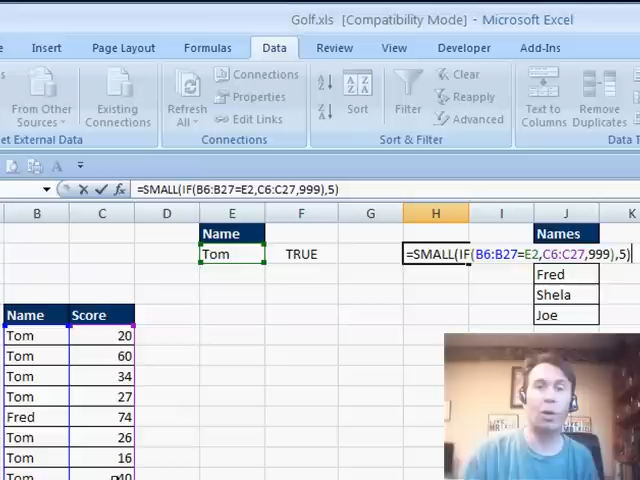 Golf.xls [Compatibility Mode] - Microsoft Excel
Insert Page Layout Formulas Data Review View Developer Add-Ins
From Other Sources
Existing Connections
Refresh All
Connections
Properties
Edit Links
Sort
Filter
Clear
Reapply
Advanced
Text to Columns
Remove Duplicates
et External Data
Connections
Sort & Filter
Data T
=SMALL(IF(B6:B27=E2,C6:C27,999),5)
B C D E F G H I J K
Name Names
Tom TRUE =SMALL(IF(B6:B27=E2,C6:C27,999),5)
Fred
Shela
Name Score Joe
Tom 20
Tom 60
Tom 34
Tom 27
Fred 74
Tom 26
Tom 16
Tom 40